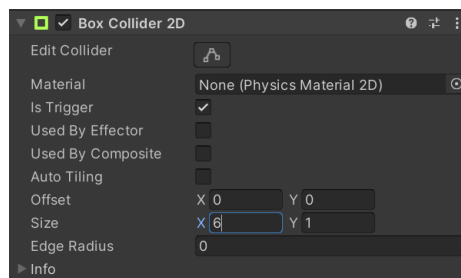 Box Collider 2D
Edit Collider
Material None (Physics Material 2D)
Is Trigger
Used By Effector
Used By Composite
Auto Tiling
Offset X 0 Y 0
Size X 6 Y 1
Edge Radius 0
Info